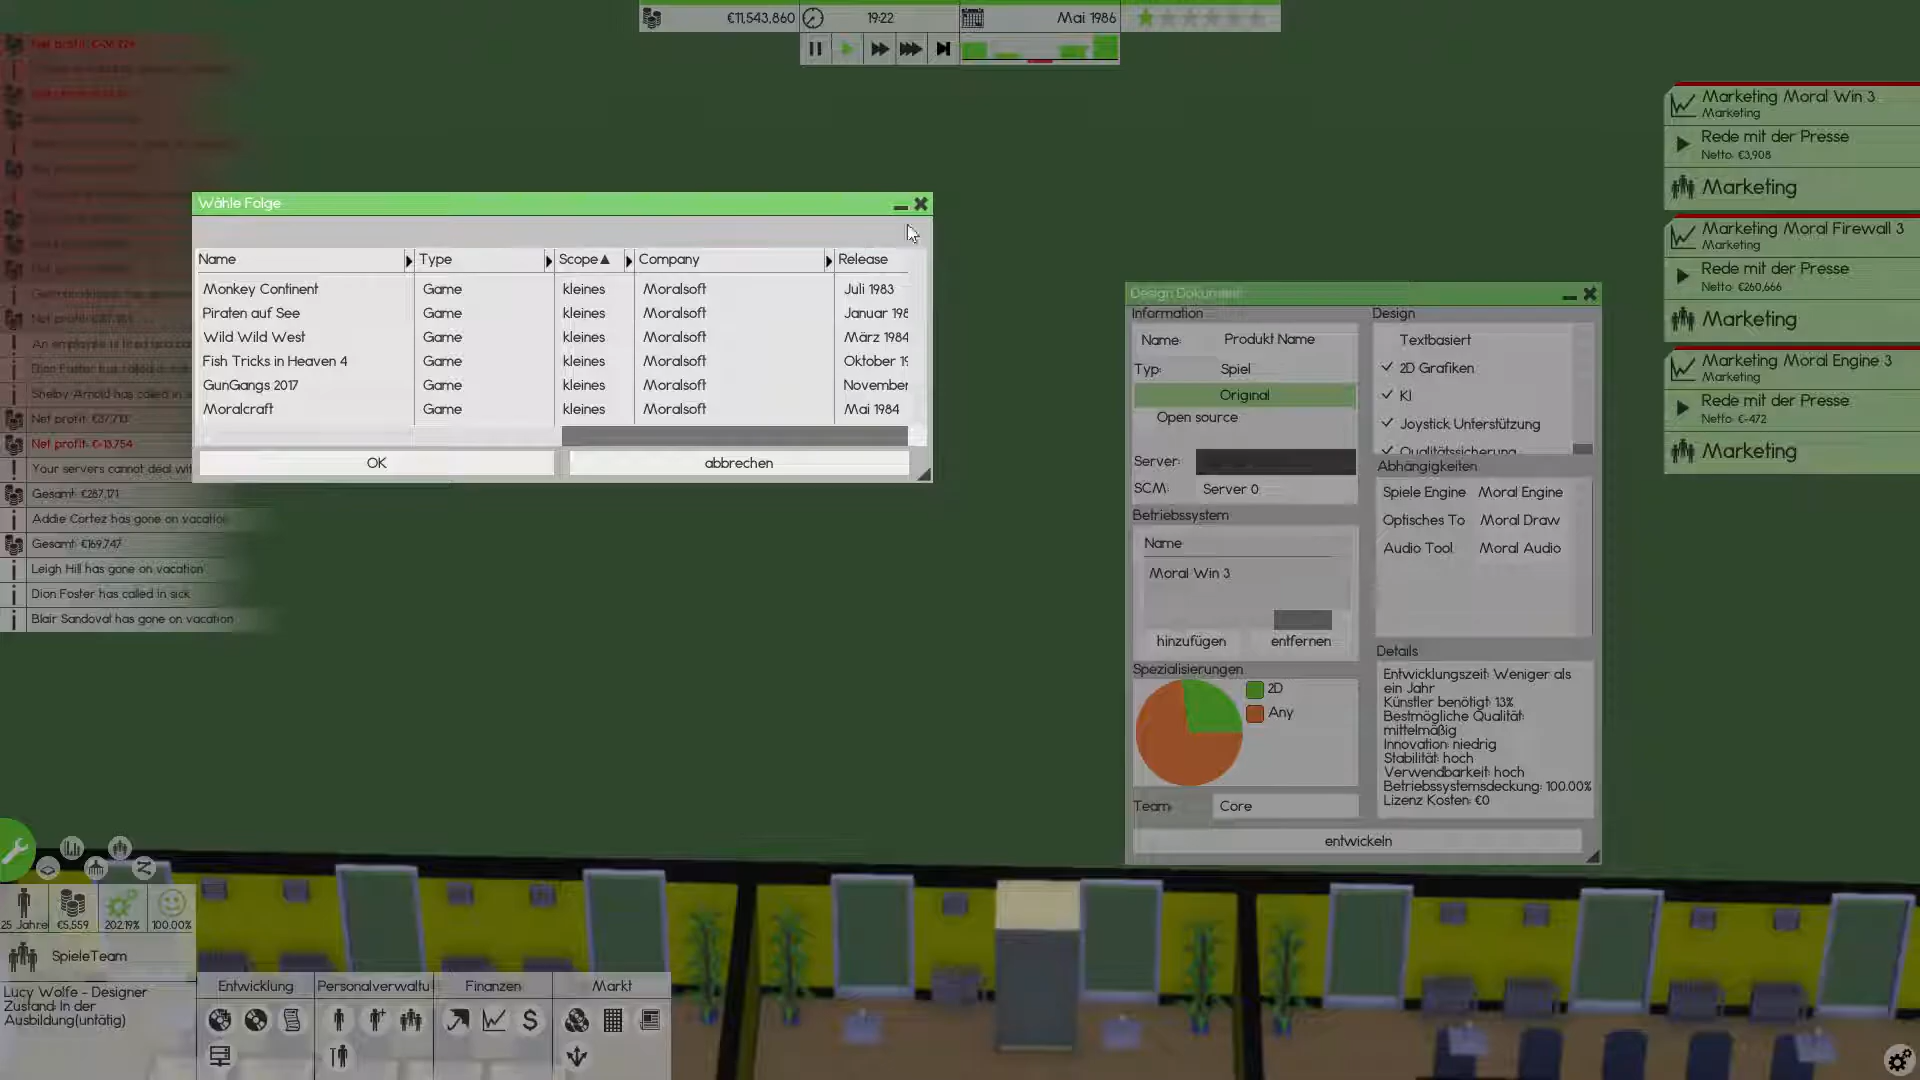 €11,543,860
19:22
Mai 1986
Marketing Moral Win 3
Marketing
Rede mit der Presse
Netto: €3,908
Marketing
Marketing Moral Firewall 3
Marketing
Rede mit der Presse
Netto: €260,666
Marketing
Marketing Moral Engine 3
Marketing
Rede mit der Presse
Netto: €-472
Marketing
Wähle Folge
Name Type Scope▲ Company Release
Monkey Continent Game kleines Moralsoft Juli 1983
Piraten auf See Game kleines Moralsoft Januar 198
Wild Wild West Game kleines Moralsoft März 1984
Fish Tricks in Heaven 4 Game kleines Moralsoft Oktober 19
GunGangs 2017 Game kleines Moralsoft November
Moralcraft Game kleines Moralsoft Mai 1984
OK abbrechen
Net profit: €37,710
Net profit: €-13,754
Your servers cannot deal wit
Gesamt: €287,171
Addie Cortez has gone on vacation
Gesamt: €169,747
Leigh Hill has gone on vacation
Dion Foster has called in sick
Blair Sandoval has gone on vacation
Design Dokument
Information
Name: Produkt Name
Typ: Spiel
Original
Open source
Server:
SCM: Server 0
Betriebssystem
Name
Moral Win 3
hinzufügen entfernen
Spezialisierungen
2D
Any
Team: Core
Design
Textbasiert
2D Grafiken
KI
Joystick Unterstützung
Qualitätssicherung
Abhängigkeiten
Spiele Engine Moral Engine
Optisches To Moral Draw
Audio Tool Moral Audio
Details
Entwicklungszeit: Weniger als
ein Jahr
Künstler benötigt: 13%
Bestmögliche Qualität:
mittelmäßig
Innovation: niedrig
Stabilität: hoch
Verwendbarkeit: hoch
Betriebssystemsdeckung: 100.00%
Lizenz Kosten: €0
entwickeln
25 Jahre €5,559 202.19% 100.00%
SpieleTeam
Lucy Wolfe - Designer
Zustand: In der
Ausbildung(untätig)
Entwicklung Personalverwaltu Finanzen Markt